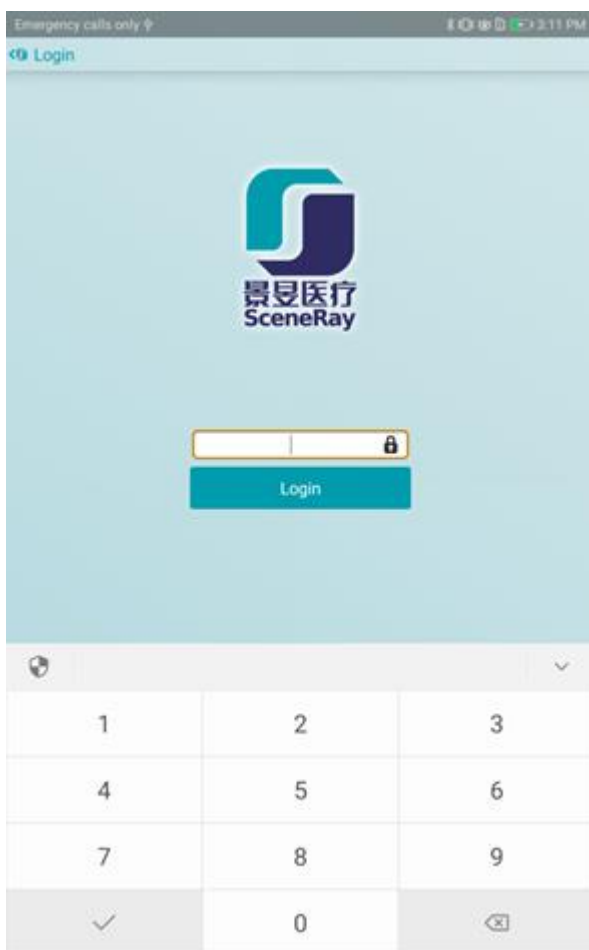 Emergency calls only
3:11 PM
Login
景昱医疗
SceneRay
Login
1 2 3
4 5 6
7 8 9
0